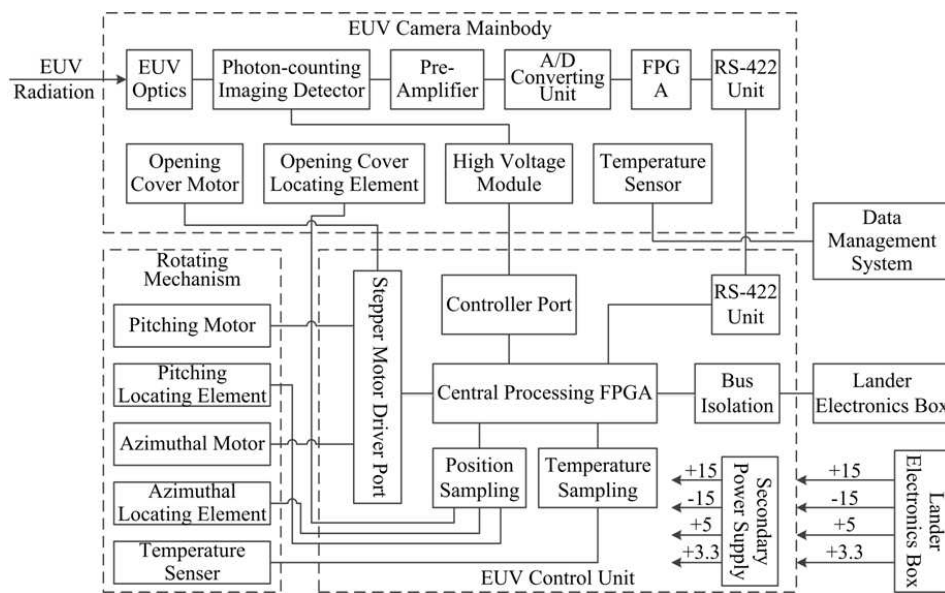 EUV Camera Mainbody
EUV
Radiation
EUV
Optics
Photon-counting
Imaging Detector
Pre-
Amplifier
A/D
Converting
Unit
FPG
A
RS-422
Unit
Opening
Cover Motor
Opening Cover
Locating Element
High Voltage
Module
Temperature
Sensor
Data
Management
System
Rotating
Mechanism
Pitching Motor
Pitching
Locating Element
Azimuthal Motor
Azimuthal
Locating Element
Temperature
Senser
Stepper Motor Driver Port
Controller Port
RS-422
Unit
Central Processing FPGA
Bus
Isolation
Lander
Electronics Box
Position
Sampling
Temperature
Sampling
+15
-15
+5
+3.3
Secondary
Power Supply
+15
-15
+5
+3.3
Lander
Electronics Box
EUV Control Unit